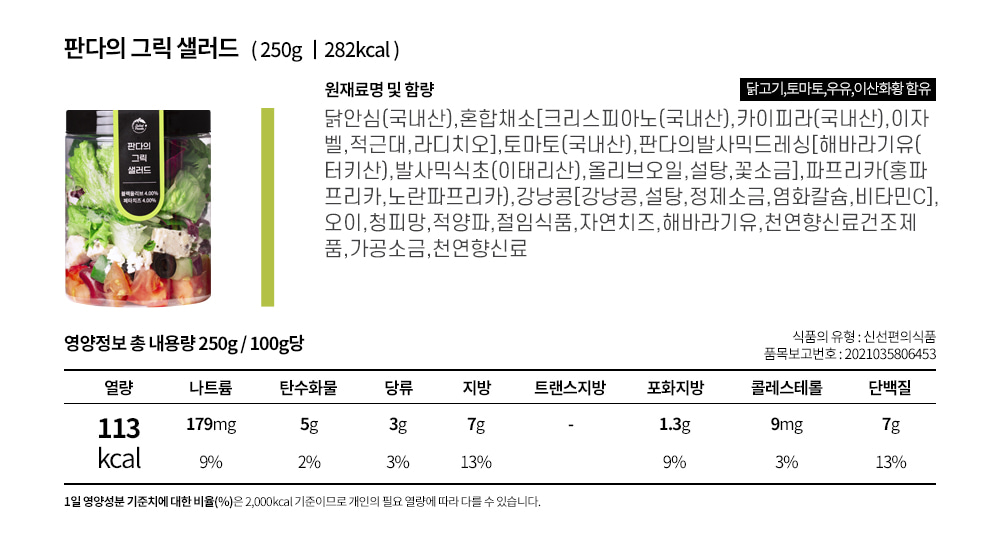 판다의 그릭 샐러드 ( 250g ㅣ282kcal )
원재료명 및 함량
닭고기,토마토,우유,이산화황 함유
닭안심(국내산),혼합채소[크리스피아노(국내산),카이피라(국내산),이자
벨,적근대,라디치오],토마토(국내산),판다의발사믹드레싱[해바라기유(
터키산),발사믹식초(이태리산),올리브오일,설탕,꽃소금],파프리카(홍파
프리카,노란파프리카),강낭콩[강낭콩,설탕,정제소금,염화칼슘,비타민C],
오이,청피망,적양파,절임식품,자연치즈,해바라기유,천연향신료건조제
품,가공소금,천연향신료
판다의
그릭
샐러드
블랙올리브 4.00%
페타치즈 4.00%
영양정보 총 내용량 250g / 100g당
식품의 유형 : 신선편의식품
품목보고번호 : 2021035806453
열량 나트륨 탄수화물 당류 지방 트랜스지방 포화지방 콜레스테롤 단백질
113 179mg 5g 3g 7g - 1.3g 9mg 7g
kcal 9% 2% 3% 13% 9% 3% 13%
1일 영양성분 기준치에 대한 비율(%)은 2,000kcal 기준이므로 개인의 필요 열량에 따라 다를 수 있습니다.